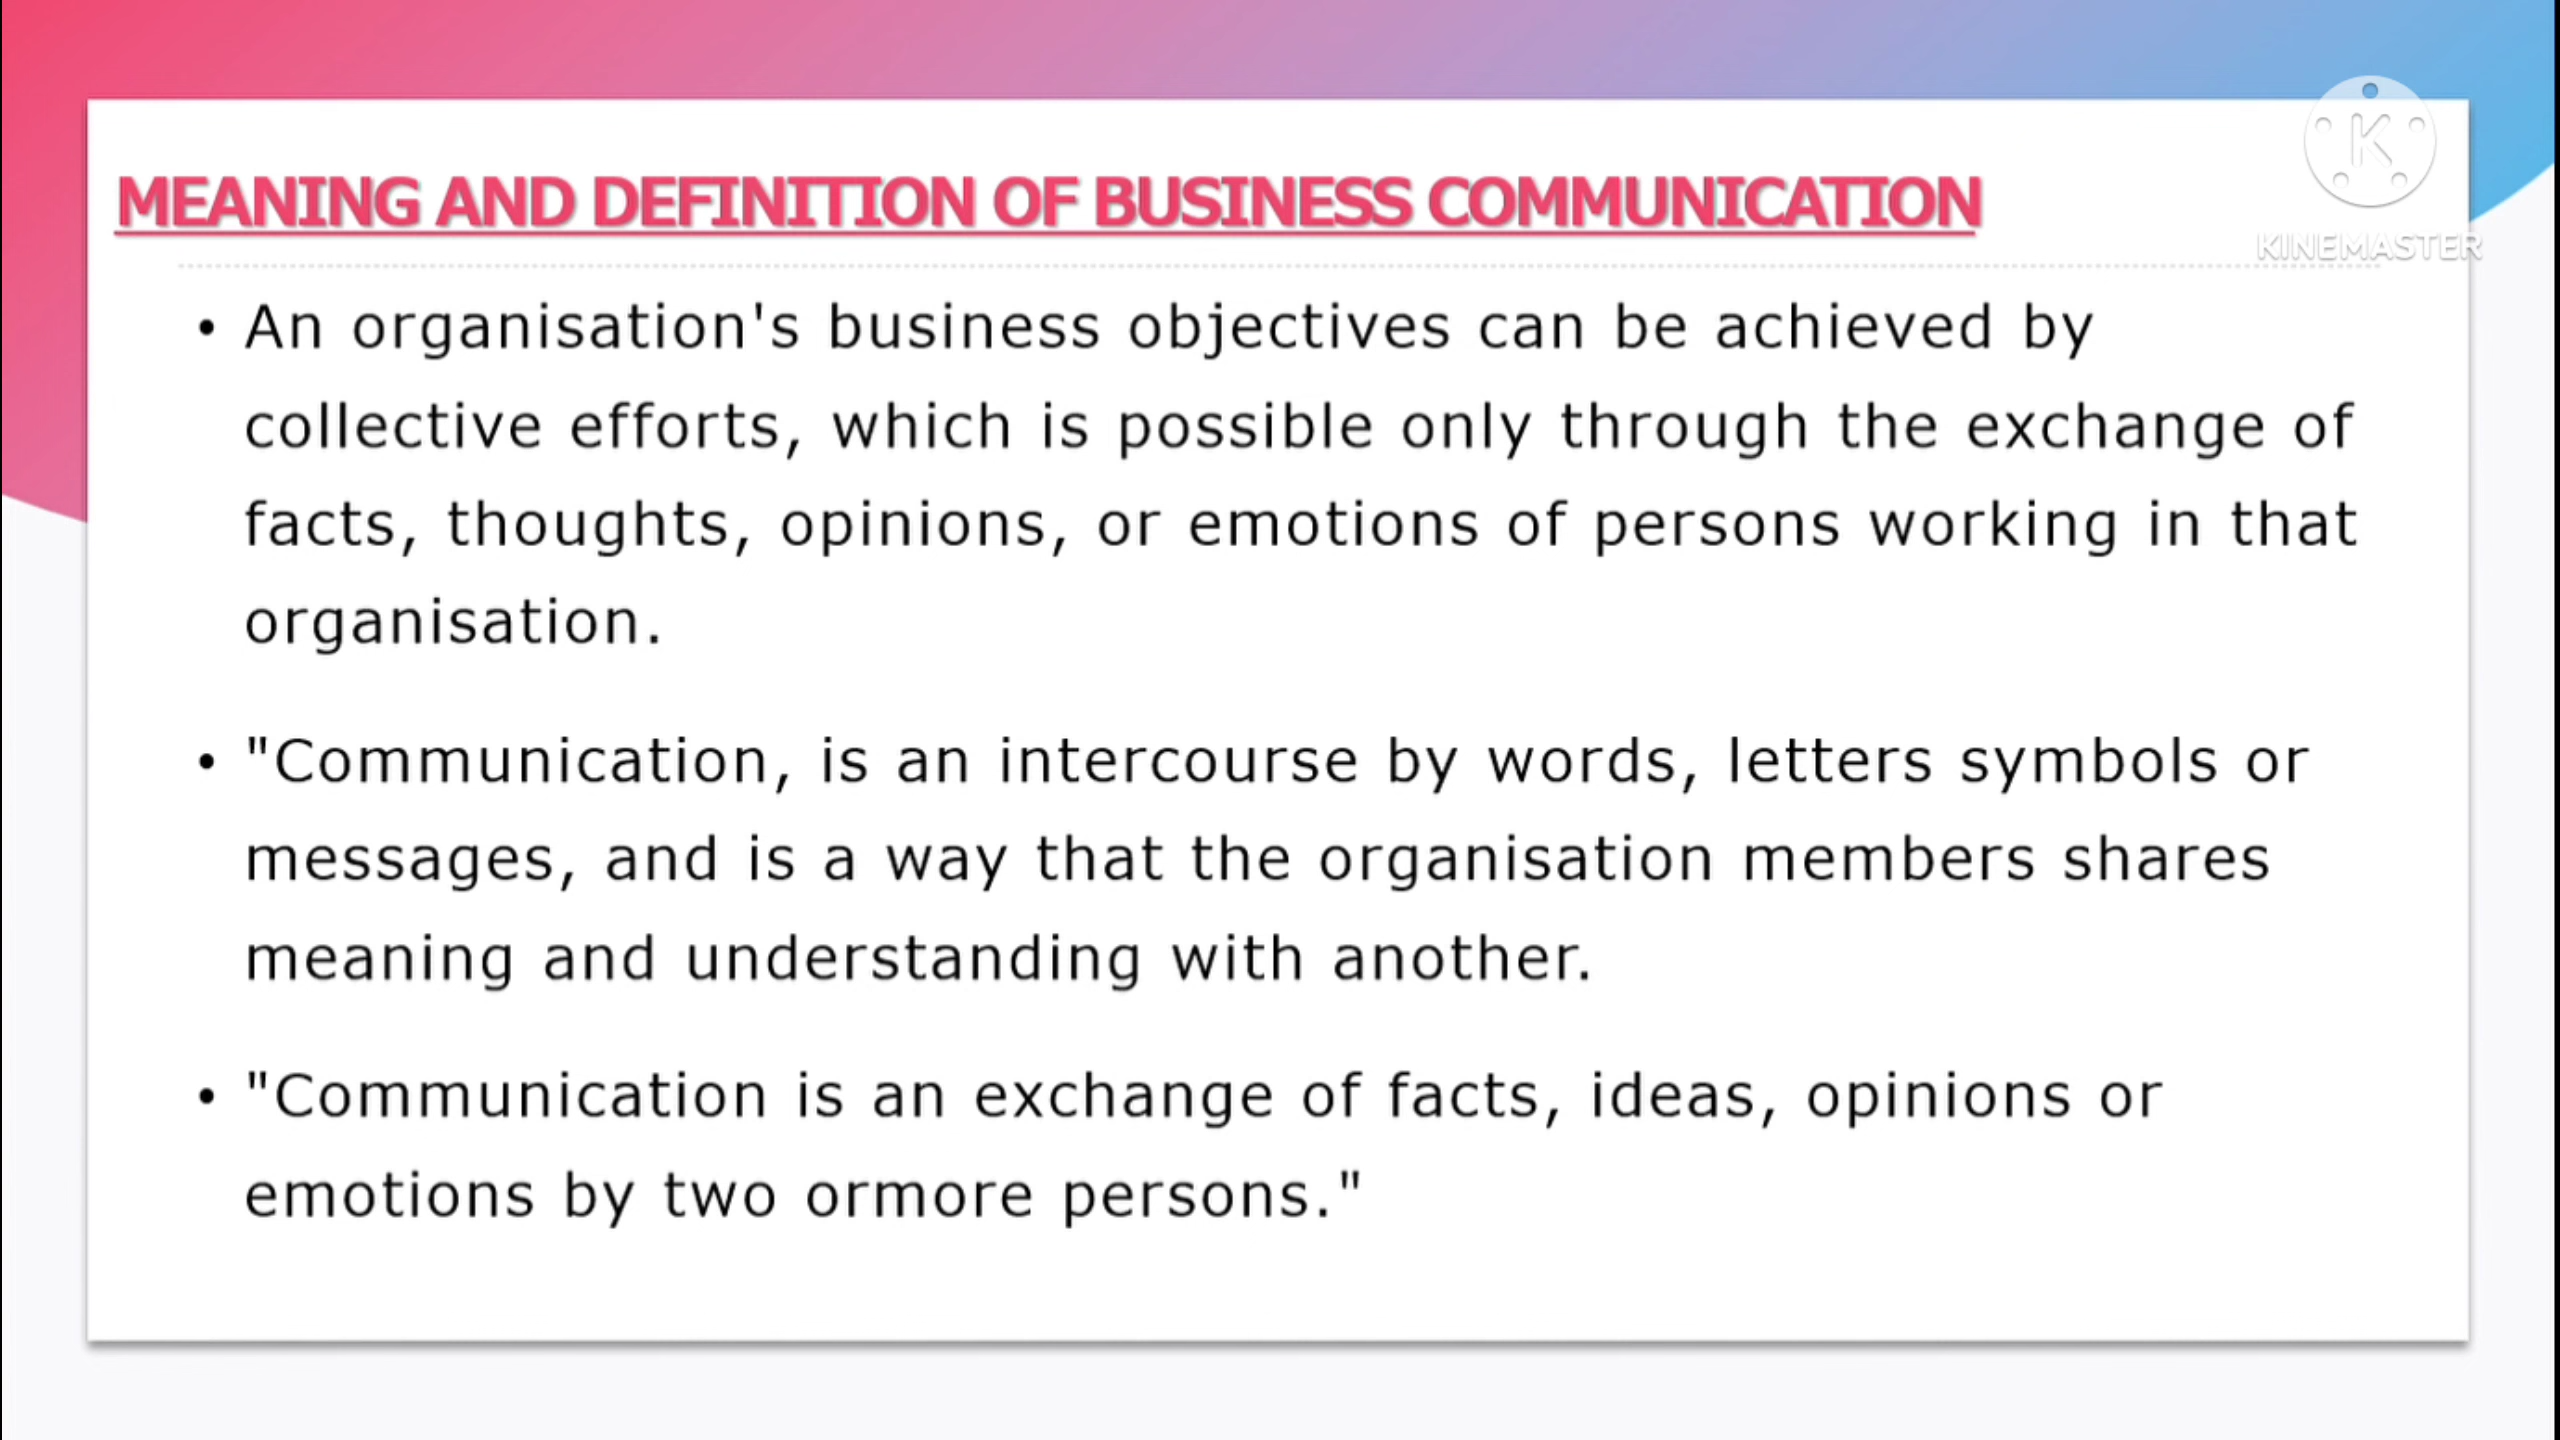 MEANING AND DEFINITION OF BUSINESS COMMUNICATION
K
KINEMASTER
• An organisation's business objectives can be achieved by
collective efforts, which is possible only through the exchange of
facts, thoughts, opinions, or emotions of persons working in that
organisation.
• "Communication, is an intercourse by words, letters symbols or
messages, and is a way that the organisation members shares
meaning and understanding with another.
• "Communication is an exchange of facts, ideas, opinions or
emotions by two ormore persons."